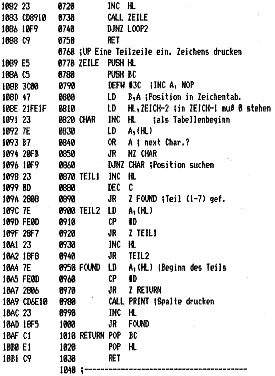 1082 23 0720 INC HL
1083 CD8910 0730 CALL ZEILE
1086 10F9 0740 DJNZ LOOP2
1088 C9 0750 RET
0760 ;UP Eine Teilzeile ein. Zeichens drucken
1089 E5 0770 ZEILE PUSH HL
108A C5 0780 PUSH BC
108B 3C00 0790 DEFW #3C ;INC A, NOP
108D 47 0800 LD B,A ;Position in Zeichentab.
108E 21FE1F 0810 LD HL,ZEICH-2 ;in ZEICH-1 muß 0 stehen
1091 23 0820 CHAR INC HL ;als Tabellenbeginn
1092 7E 0830 LD A,(HL)
1093 B7 0840 OR A ; next Char.?
1094 20FB 0850 JR NZ CHAR
1096 10F9 0860 DJNZ CHAR ;Position suchen
1098 23 0870 TEIL1 INC HL
1099 0D 0880 DEC C
109A 2808 0890 JR Z FOUND ;Teil (1-7) gef.
109C 7E 0900 TEIL2 LD A,(HL)
109D FE0D 0910 CP #D
109F 28F7 0920 JR Z TEIL1
10A1 23 0930 INC HL
10A2 18F8 0940 JR TEIL2
10A4 7E 0950 FOUND LD A,(HL) ;Beginn des Teils
10A5 FE0D 0960 CP #D
10A7 2806 0970 JR Z RETURN
10A9 CD6E10 0980 CALL PRINT ;Spalte drucken
10AC 23 0990 INC HL
10AD 18F5 1000 JR FOUND
10AF C1 1010 RETURN POP BC
10B0 E1 1020 POP HL
10B1 C9 1030 RET
1040 ;----------------------------------------